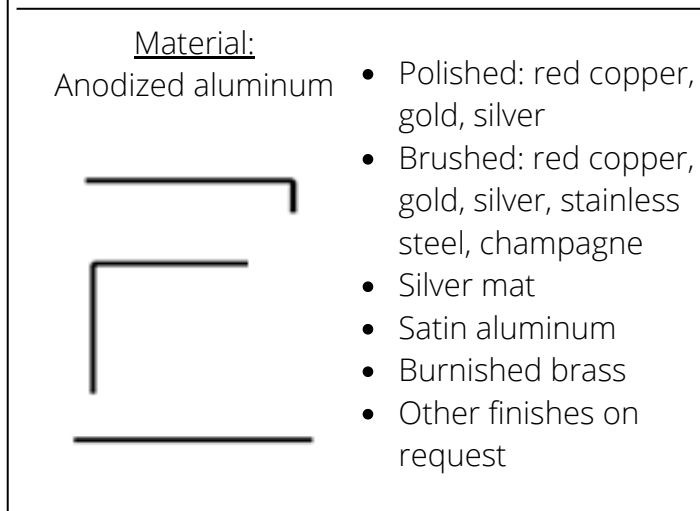 Material:
Anodized aluminum
• Polished: red copper,
gold, silver
• Brushed: red copper,
gold, silver, stainless
steel, champagne
• Silver mat
• Satin aluminum
• Burnished brass
• Other finishes on
request